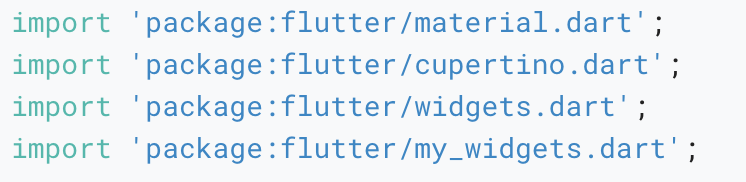 import 'package:flutter/material.dart';
import 'package:flutter/cupertino.dart';
import 'package:flutter/widgets.dart';
import 'package:flutter/my_widgets.dart';